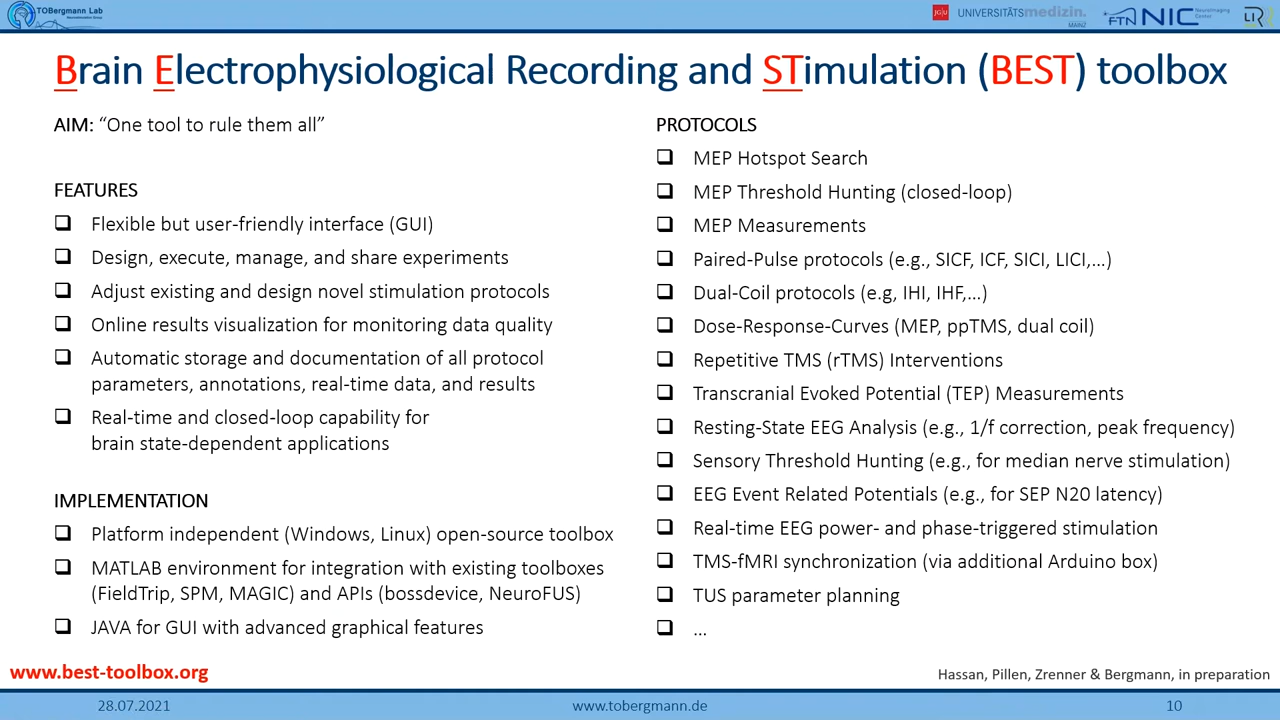 TOBergmann Lab
Neurostimulation Group
JG|U UNIVERSITÄTSmedizin.
MAINZ
FTN NIC Neuroimaging Center
LIR
Brain Electrophysiological Recording and STimulation (BEST) toolbox
AIM: “One tool to rule them all”
FEATURES
❑ Flexible but user-friendly interface (GUI)
❑ Design, execute, manage, and share experiments
❑ Adjust existing and design novel stimulation protocols
❑ Online results visualization for monitoring data quality
❑ Automatic storage and documentation of all protocol
parameters, annotations, real-time data, and results
❑ Real-time and closed-loop capability for
brain state-dependent applications
IMPLEMENTATION
❑ Platform independent (Windows, Linux) open-source toolbox
❑ MATLAB environment for integration with existing toolboxes
(FieldTrip, SPM, MAGIC) and APIs (bossdevice, NeuroFUS)
❑ JAVA for GUI with advanced graphical features
www.best-toolbox.org
PROTOCOLS
❑ MEP Hotspot Search
❑ MEP Threshold Hunting (closed-loop)
❑ MEP Measurements
❑ Paired-Pulse protocols (e.g., SICF, ICF, SICI, LICI,...)
❑ Dual-Coil protocols (e.g, IHI, IHF,...)
❑ Dose-Response-Curves (MEP, ppTMS, dual coil)
❑ Repetitive TMS (rTMS) Interventions
❑ Transcranial Evoked Potential (TEP) Measurements
❑ Resting-State EEG Analysis (e.g., 1/f correction, peak frequency)
❑ Sensory Threshold Hunting (e.g., for median nerve stimulation)
❑ EEG Event Related Potentials (e.g., for SEP N20 latency)
❑ Real-time EEG power- and phase-triggered stimulation
❑ TMS-fMRI synchronization (via additional Arduino box)
❑ TUS parameter planning
❑ ...
Hassan, Pillen, Zrenner & Bergmann, in preparation
28.07.2021
www.tobergmann.de
10